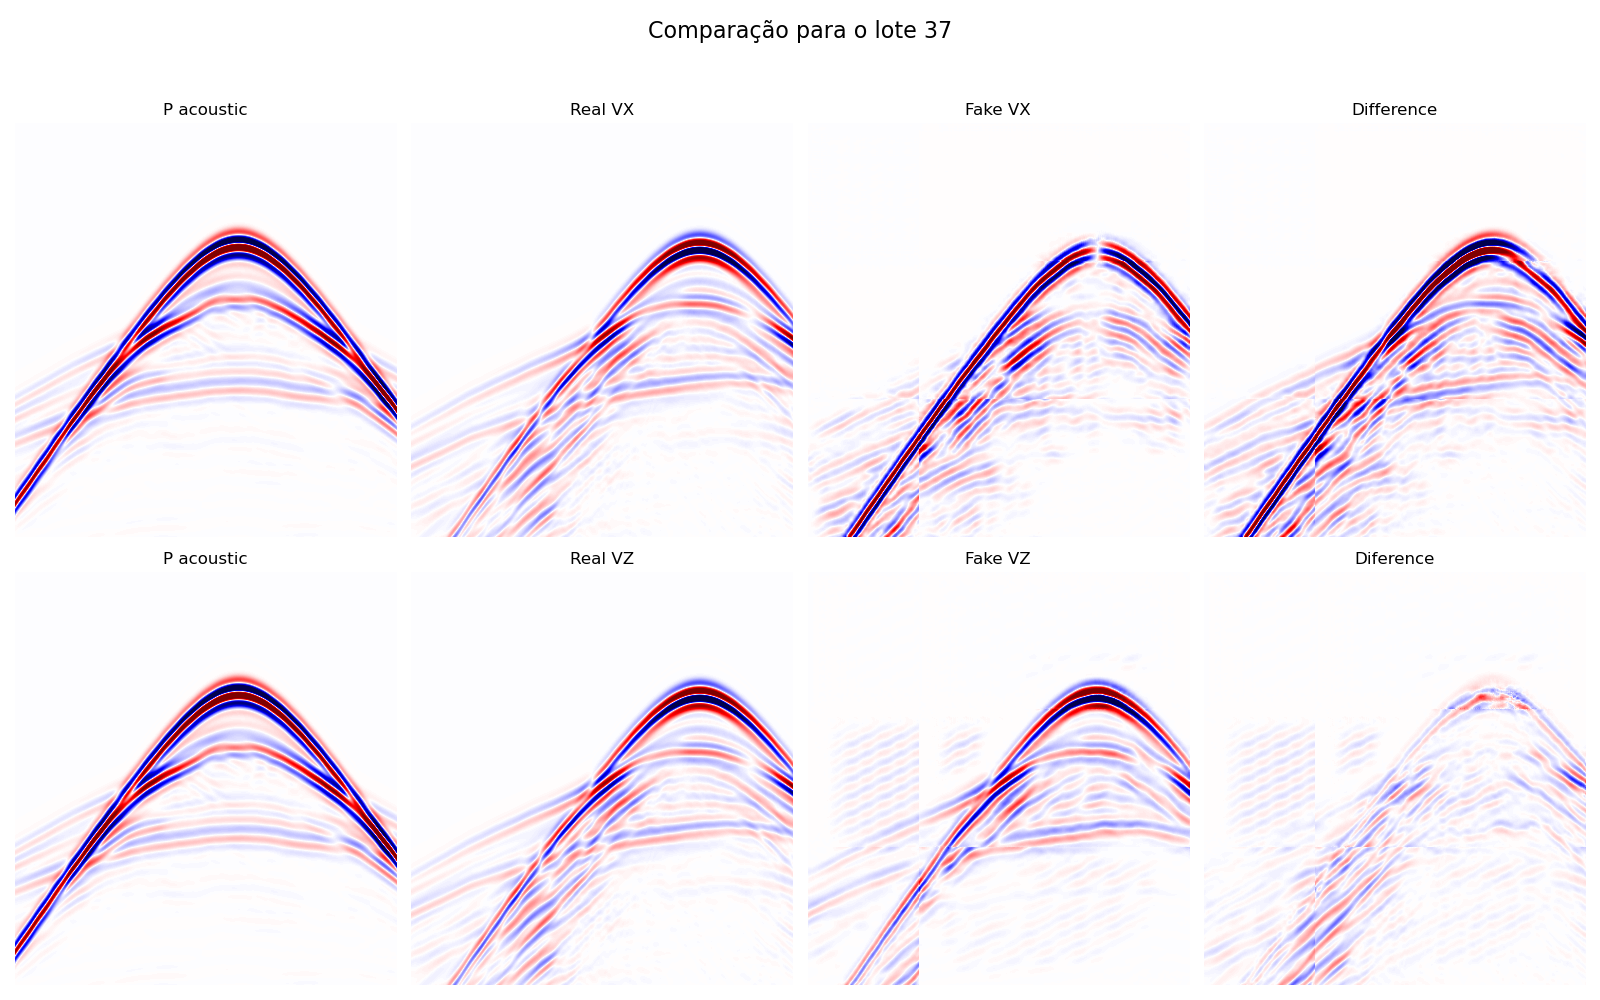 Comparação para o lote 37
P acoustic
Real VX
Fake VX
Difference
P acoustic
Real VZ
Fake VZ
Diference